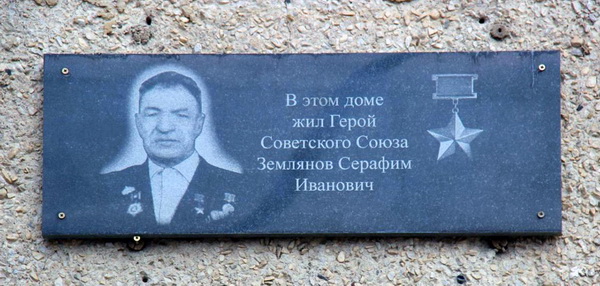 В этом доме
жил Герой
Советского Союза
Землянов Серафим
Иванович